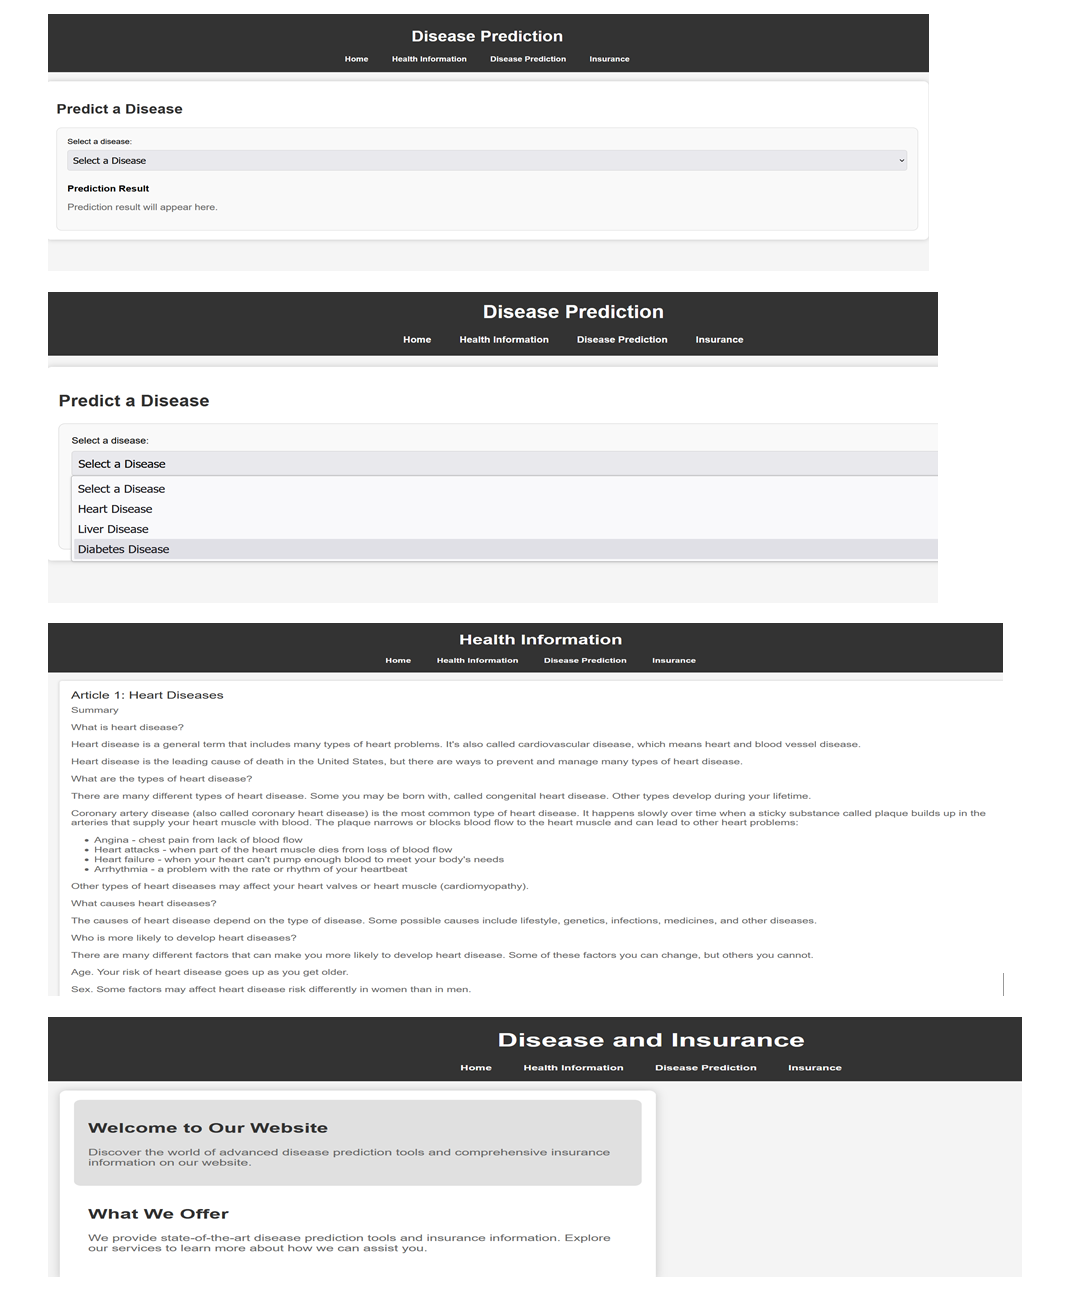 Disease Prediction
Home Health Information Disease Prediction Insurance
Predict a Disease
Select a disease:
Select a Disease
Prediction Result
Prediction result will appear here.
Disease Prediction
Home Health Information Disease Prediction Insurance
Predict a Disease
Select a disease:
Select a Disease
Select a Disease
Heart Disease
Liver Disease
Diabetes Disease
Health Information
Home Health Information Disease Prediction Insurance
Article 1: Heart Diseases
Summary
What is heart disease?
Heart disease is a general term that includes many types of heart problems. It's also called cardiovascular disease, which means heart and blood vessel disease.
Heart disease is the leading cause of death in the United States, but there are ways to prevent and manage many types of heart disease.
What are the types of heart disease?
There are many different types of heart disease. Some you may be born with, called congenital heart disease. Other types develop during your lifetime.
Coronary artery disease (also called coronary heart disease) is the most common type of heart disease. It happens slowly over time when a sticky substance called plaque builds up in the
arteries that supply your heart muscle with blood. The plaque narrows or blocks blood flow to the heart muscle and can lead to other heart problems:
• Angina - chest pain from lack of blood flow
• Heart attacks - when part of the heart muscle dies from loss of blood flow
• Heart failure - when your heart can't pump enough blood to meet your body's needs
• Arrhythmia - a problem with the rate or rhythm of your heartbeat
Other types of heart diseases may affect your heart valves or heart muscle (cardiomyopathy).
What causes heart diseases?
The causes of heart disease depend on the type of disease. Some possible causes include lifestyle, genetics, infections, medicines, and other diseases.
Who is more likely to develop heart diseases?
There are many different factors that can make you more likely to develop heart disease. Some of these factors you can change, but others you cannot.
Age. Your risk of heart disease goes up as you get older.
Sex. Some factors may affect heart disease risk differently in women than in men.
Disease and Insurance
Home Health Information Disease Prediction Insurance
Welcome to Our Website
Discover the world of advanced disease prediction tools and comprehensive insurance
information on our website.
What We Offer
We provide state-of-the-art disease prediction tools and insurance information. Explore
our services to learn more about how we can assist you.